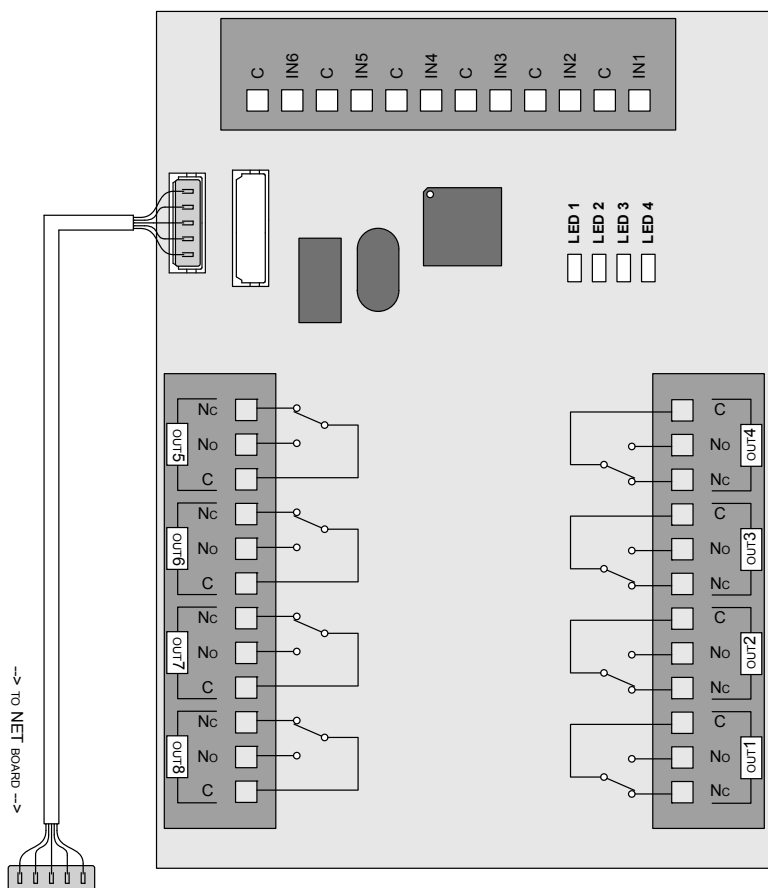 C IN6 C IN5 C IN4 C IN3 C IN2 C IN1
LED 1
LED 2
LED 3
LED 4
NC
NO
C
OUT5
NC
NO
C
OUT6
NC
NO
C
OUT7
NC
NO
C
OUT8
C
NO
NC
OUT4
C
NO
NC
OUT3
C
NO
NC
OUT2
C
NO
NC
OUT1
--> TO NET BOARD -->